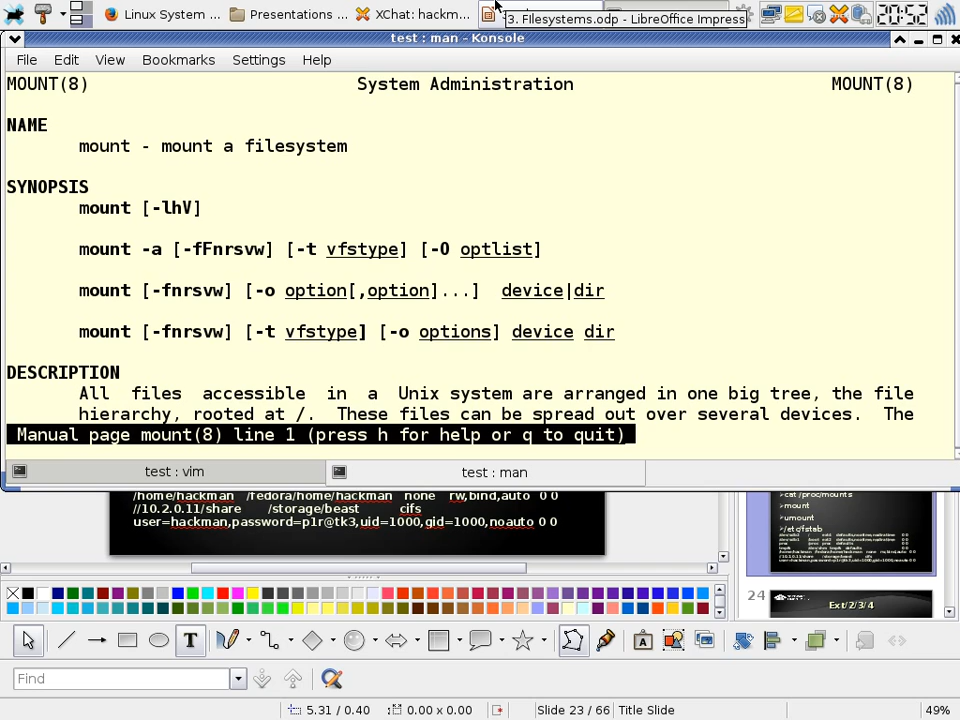 Linux System ...
Presentations ...
XChat: hackm...
3. Filesystems.odp - LibreOffice Impress
20:52
test : man - Konsole
File Edit View Bookmarks Settings Help
MOUNT(8) System Administration MOUNT(8)
NAME
mount - mount a filesystem
SYNOPSIS
mount [-lhV]
mount -a [-fFnrsvw] [-t vfstype] [-O optlist]
mount [-fnrsvw] [-o option[,option]...] device|dir
mount [-fnrsvw] [-t vfstype] [-o options] device dir
DESCRIPTION
All files accessible in a Unix system are arranged in one big tree, the file
hierarchy, rooted at /. These files can be spread out over several devices. The
Manual page mount(8) line 1 (press h for help or q to quit)
test : vim
test : man
/home/hackman /fedora/home/hackman none rw,bind,auto 0 0
//10.2.0.11/share /storage/beast cifs
user=hackman,password=p1r@tk3,uid=1000,gid=1000,noauto 0 0
cat /proc/mounts
mount
umount
/etc/fstab
24
Ext/2/3/4
Find
5.31 / 0.40
0.00 x 0.00
Slide 23 / 66
Title Slide
49%